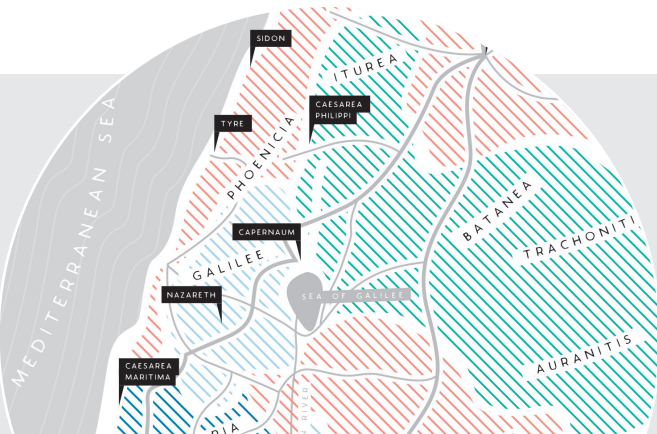 SIDON
ITUREA
CAESAREA
PHILIPPI
TYRE
MEDITERRANEAN SEA
PHOENICIA
BATANEA
TRACHONITI
CAPERNAUM
GALILEE
NAZARETH
SEA OF GALILEE
AURANITIS
CAESAREA
MARITIMA
N RIVER
RIA